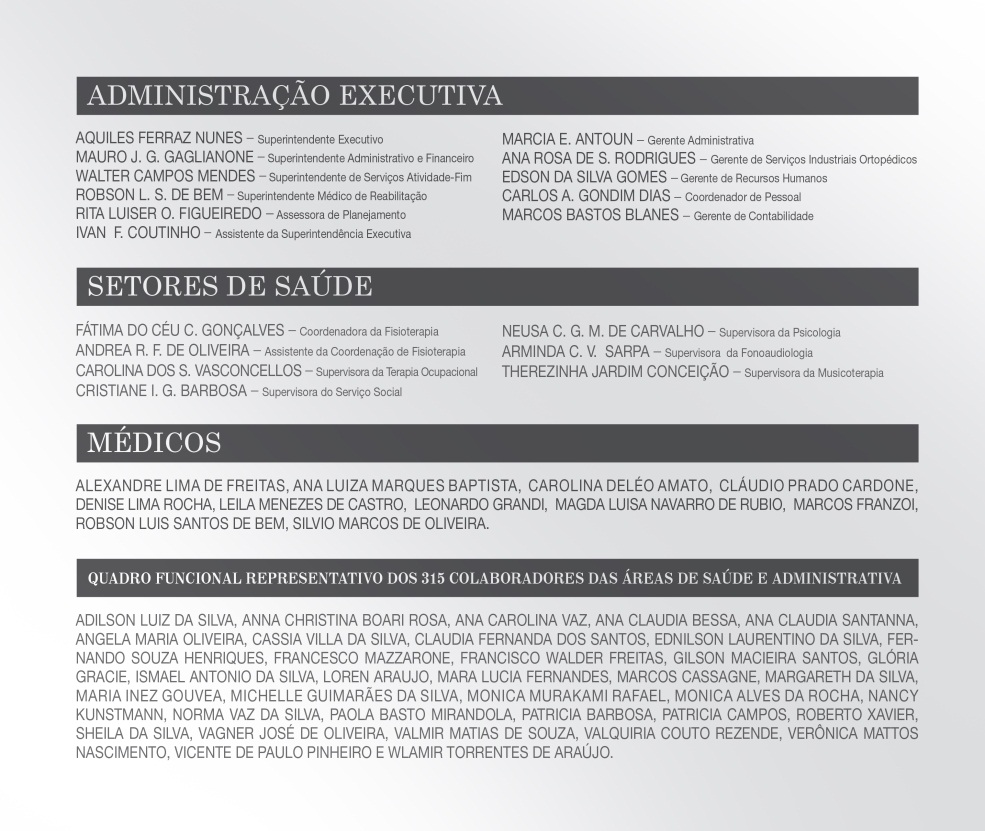 ADMINISTRAÇÃO EXECUTIVA
AQUILES FERRAZ NUNES – Superintendente Executivo
MAURO J. G. GAGLIANONE – Superintendente Administrativo e Financeiro
WALTER CAMPOS MENDES – Superintendente de Serviços Atividade-Fim
ROBSON L. S. DE BEM – Superintendente Médico de Reabilitação
RITA LUISER O. FIGUEIREDO – Assessora de Planejamento
IVAN F. COUTINHO – Assistente da Superintendência Executiva
MARCIA E. ANTOUN – Gerente Administrativa
ANA ROSA DE S. RODRIGUES – Gerente de Serviços Industriais Ortopédicos
EDSON DA SILVA GOMES – Gerente de Recursos Humanos
CARLOS A. GONDIM DIAS – Coordenador de Pessoal
MARCOS BASTOS BLANES – Gerente de Contabilidade
SETORES DE SAÚDE
FÁTIMA DO CÉU C. GONÇALVES – Coordenadora da Fisioterapia
ANDREA R. F. DE OLIVEIRA – Assistente da Coordenação de Fisioterapia
CAROLINA DOS S. VASCONCELLOS – Supervisora da Terapia Ocupacional
CRISTIANE I. G. BARBOSA – Supervisora do Serviço Social
NEUSA C. G. M. DE CARVALHO – Supervisora da Psicologia
ARMINDA C. V. SARPA – Supervisora da Fonoaudiologia
THEREZINHA JARDIM CONCEIÇÃO – Supervisora da Musicoterapia
MÉDICOS
ALEXANDRE LIMA DE FREITAS, ANA LUIZA MARQUES BAPTISTA, CAROLINA DELÉO AMATO, CLÁUDIO PRADO CARDONE,
DENISE LIMA ROCHA, LEILA MENEZES DE CASTRO, LEONARDO GRANDI, MAGDA LUISA NAVARRO DE RUBIO, MARCOS FRANZOI,
ROBSON LUIS SANTOS DE BEM, SILVIO MARCOS DE OLIVEIRA.
QUADRO FUNCIONAL REPRESENTATIVO DOS 315 COLABORADORES DAS ÁREAS DE SAÚDE E ADMINISTRATIVA
ADILSON LUIZ DA SILVA, ANNA CHRISTINA BOARI ROSA, ANA CAROLINA VAZ, ANA CLAUDIA BESSA, ANA CLAUDIA SANTANNA,
ANGELA MARIA OLIVEIRA, CASSIA VILLA DA SILVA, CLAUDIA FERNANDA DOS SANTOS, EDNILSON LAURENTINO DA SILVA, FER-
NANDO SOUZA HENRIQUES, FRANCESCO MAZZARONE, FRANCISCO WALDER FREITAS, GILSON MACIEIRA SANTOS, GLÓRIA
GRACIE, ISMAEL ANTONIO DA SILVA, LOREN ARAUJO, MARA LUCIA FERNANDES, MARCOS CASSAGNE, MARGARETH DA SILVA,
MARIA INEZ GOUVEA, MICHELLE GUIMARÃES DA SILVA, MONICA MURAKAMI RAFAEL, MONICA ALVES DA ROCHA, NANCY
KUNSTMANN, NORMA VAZ DA SILVA, PAOLA BASTO MIRANDOLA, PATRICIA BARBOSA, PATRICIA CAMPOS, ROBERTO XAVIER,
SHEILA DA SILVA, VAGNER JOSÉ DE OLIVEIRA, VALMIR MATIAS DE SOUZA, VALQUIRIA COUTO REZENDE, VERÔNICA MATTOS
NASCIMENTO, VICENTE DE PAULO PINHEIRO E WLAMIR TORRENTES DE ARAÚJO.